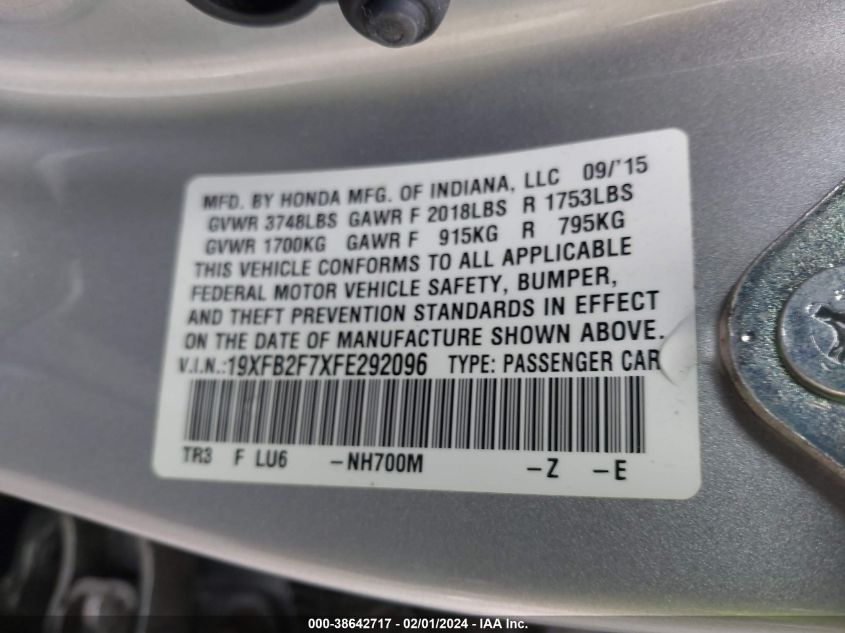 MFD. BY HONDA MFG. OF INDIANA, LLC 09/'15
GVWR 3748LBS GAWR F 2018LBS R 1753LBS
GVWR 1700KG GAWR F 915KG R 795KG
THIS VEHICLE CONFORMS TO ALL APPLICABLE
FEDERAL MOTOR VEHICLE SAFETY, BUMPER,
AND THEFT PREVENTION STANDARDS IN EFFECT
ON THE DATE OF MANUFACTURE SHOWN ABOVE.
V.I.N.:19XFB2F7XFE292096 TYPE: PASSENGER CAR
TR3 F LU6 -NH700M -Z -E
000-38642717 - 02/01/2024 - IAA Inc.